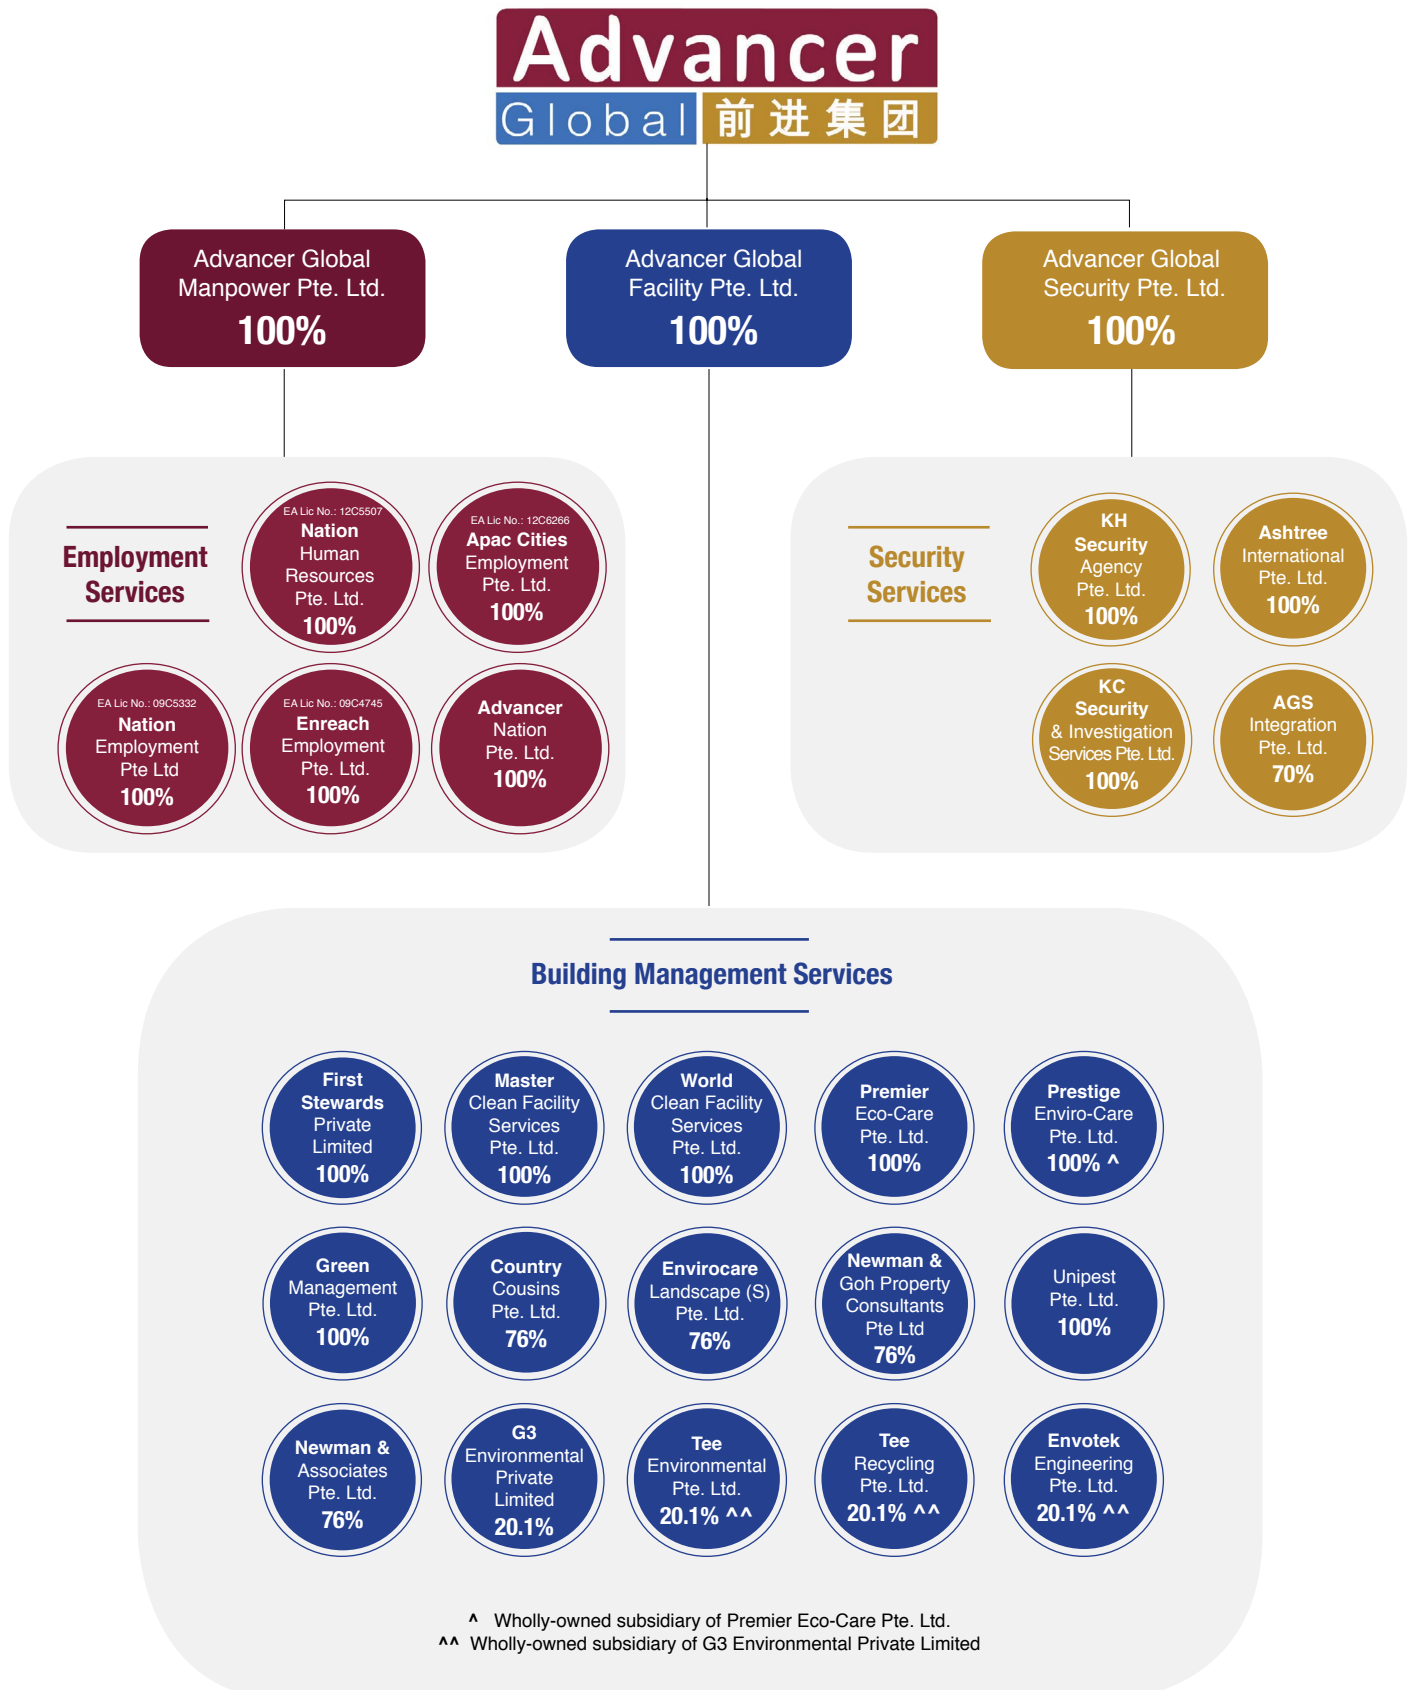 Advancer
Global 前进集团
Advancer Global
Manpower Pte. Ltd.
100%
Advancer Global
Facility Pte. Ltd.
100%
Advancer Global
Security Pte. Ltd.
100%
Employment
Services
EA Lic No.: 12C5507
Nation
Human
Resources
Pte. Ltd.
100%
EA Lic No.: 12C6266
Apac Cities
Employment
Pte. Ltd.
100%
EA Lic No.: 09C5332
Nation
Employment
Pte Ltd
100%
EA Lic No.: 09C4745
Enreach
Employment
Pte. Ltd.
100%
Advancer
Nation
Pte. Ltd.
100%
Security
Services
KH
Security
Agency
Pte. Ltd.
100%
Ashtree
International
Pte. Ltd.
100%
KC
Security
& Investigation
Services Pte. Ltd.
100%
AGS
Integration
Pte. Ltd.
70%
Building Management Services
First
Stewards
Private
Limited
100%
Master
Clean Facility
Services
Pte. Ltd.
100%
World
Clean Facility
Services
Pte. Ltd.
100%
Premier
Eco-Care
Pte. Ltd.
100%
Prestige
Enviro-Care
Pte. Ltd.
100% ^
Green
Management
Pte. Ltd.
100%
Country
Cousins
Pte. Ltd.
76%
Envirocare
Landscape (S)
Pte. Ltd.
76%
Newman &
Goh Property
Consultants
Pte Ltd
76%
Unipest
Pte. Ltd.
100%
Newman &
Associates
Pte. Ltd.
76%
G3
Environmental
Private
Limited
20.1%
Tee
Environmental
Pte. Ltd.
20.1% ^^
Tee
Recycling
Pte. Ltd.
20.1% ^^
Envotek
Engineering
Pte. Ltd.
20.1% ^^
^ Wholly-owned subsidiary of Premier Eco-Care Pte. Ltd.
^^ Wholly-owned subsidiary of G3 Environmental Private Limited